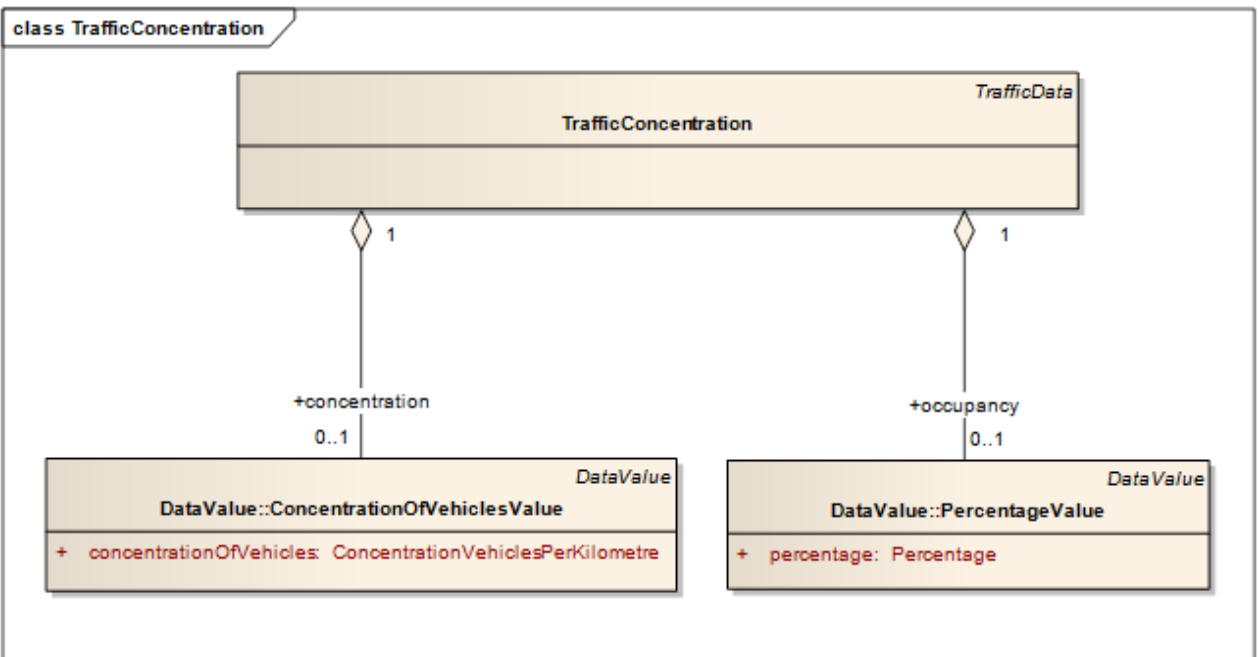 class TrafficConcentration
TrafficData
TrafficConcentration
1
1
+concentration
+occupancy
0..1
0..1
DataValue
DataValue::ConcentrationOfVehiclesValue
+ concentrationOfVehicles: ConcentrationVehiclesPerKilometre
DataValue
DataValue::PercentageValue
+ percentage: Percentage